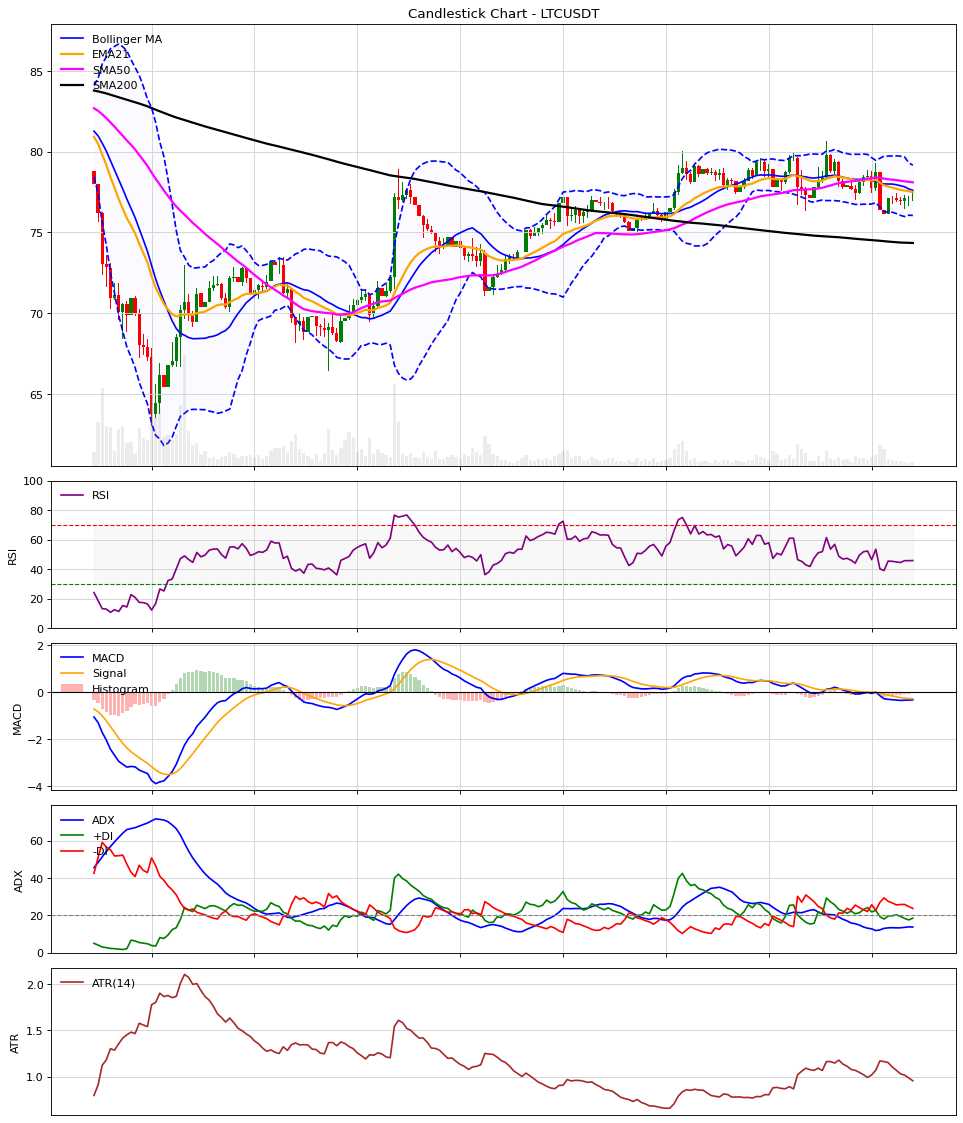 Candlestick Chart - LTCUSDT
Bollinger MA
EMA21
SMA50
SMA200
85
80
75
70
65
RSI
100
80
60
40
20
0
RSI
MACD
Signal
Histogram
2
0
−2
−4
MACD
ADX
+DI
-DI
60
40
20
0
ADX
ATR(14)
2.0
1.5
1.0
ATR